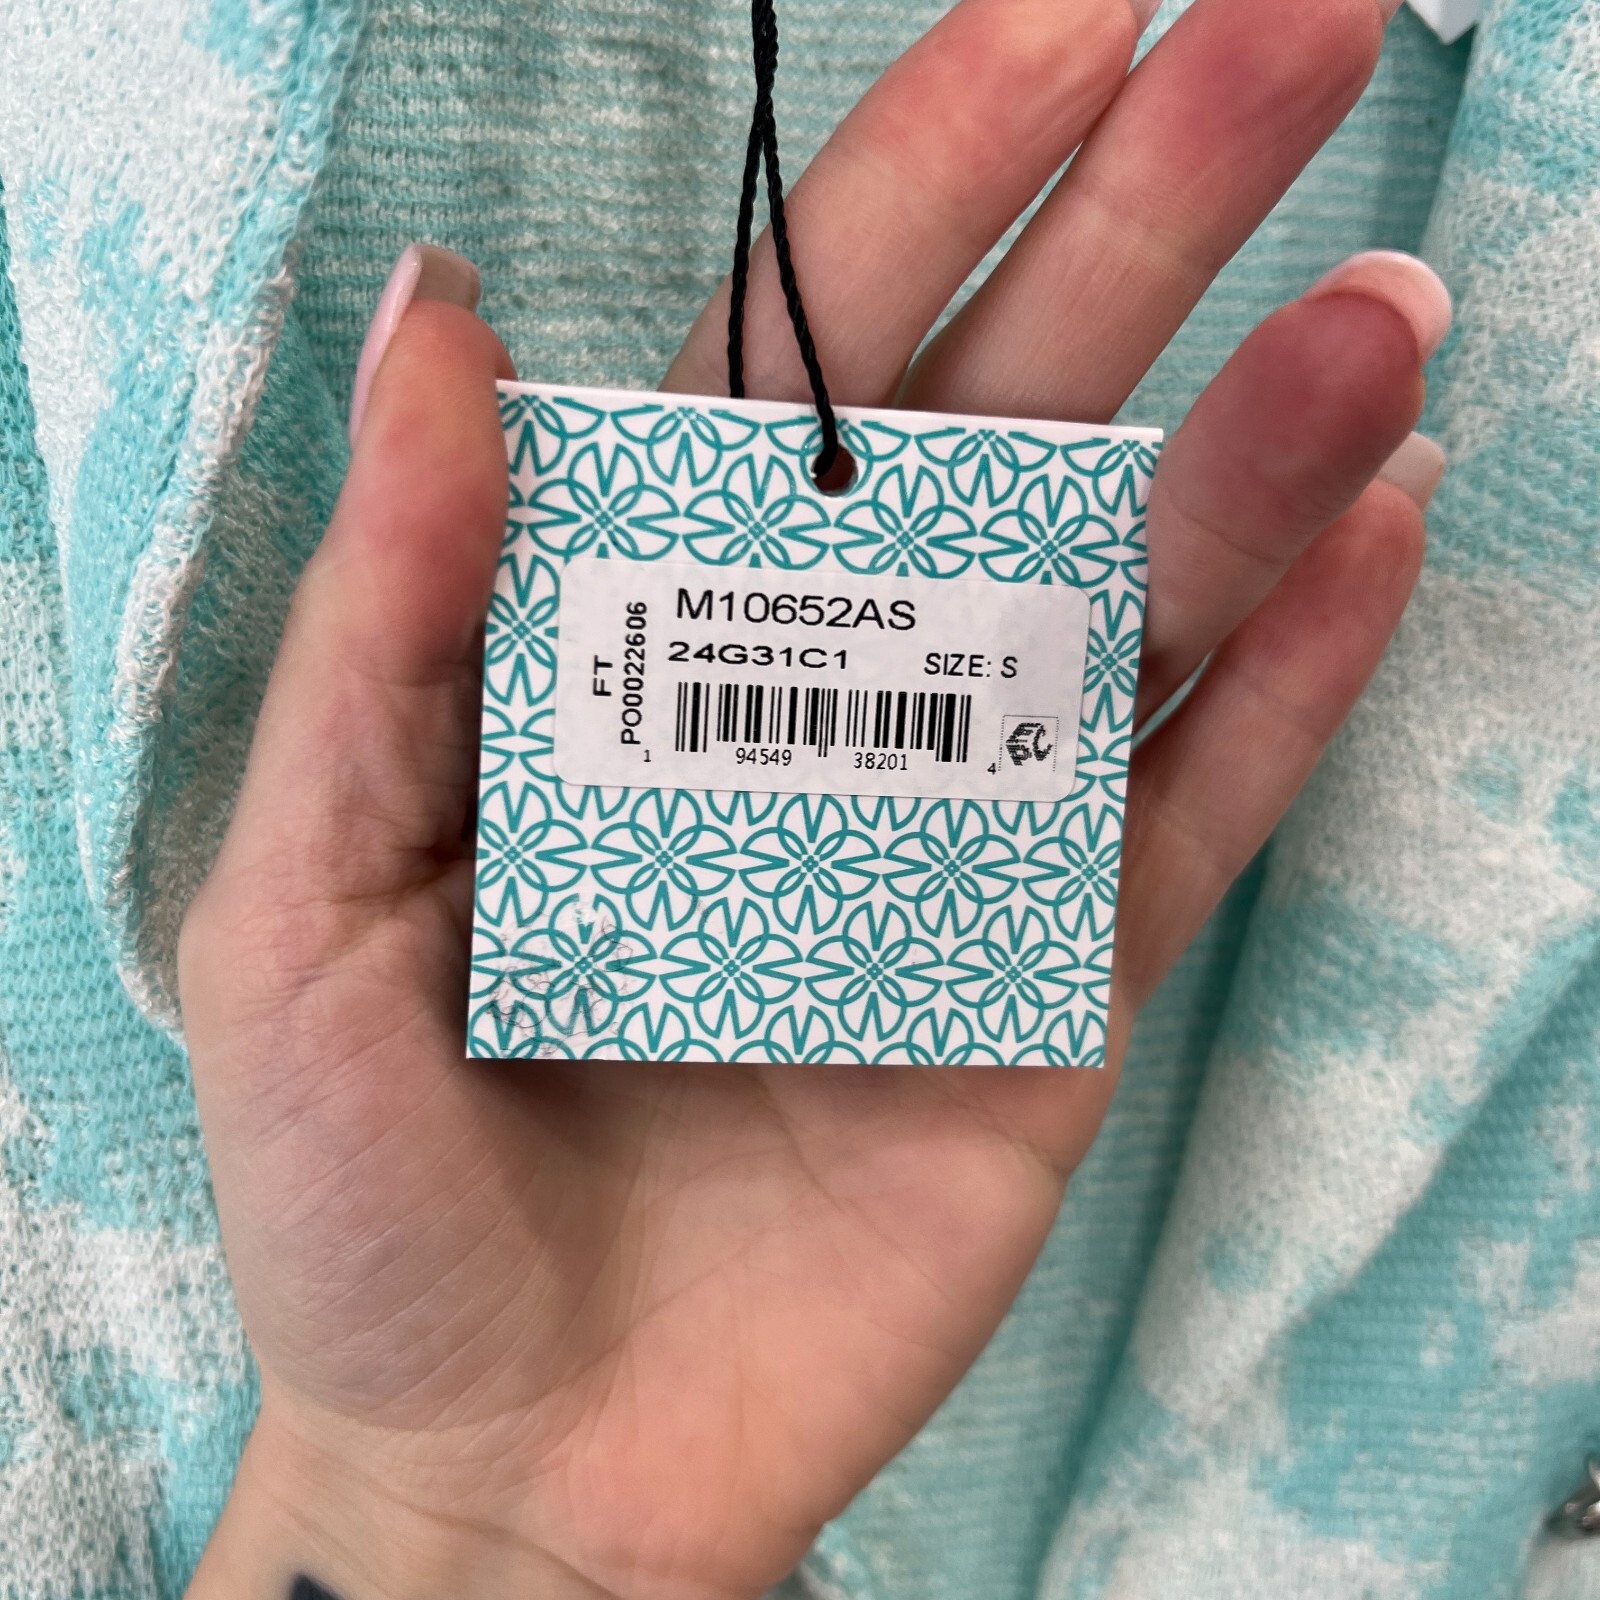 M10652AS
24G31C1 SIZE: S
FT
PO0022606
1 94549 38201 4